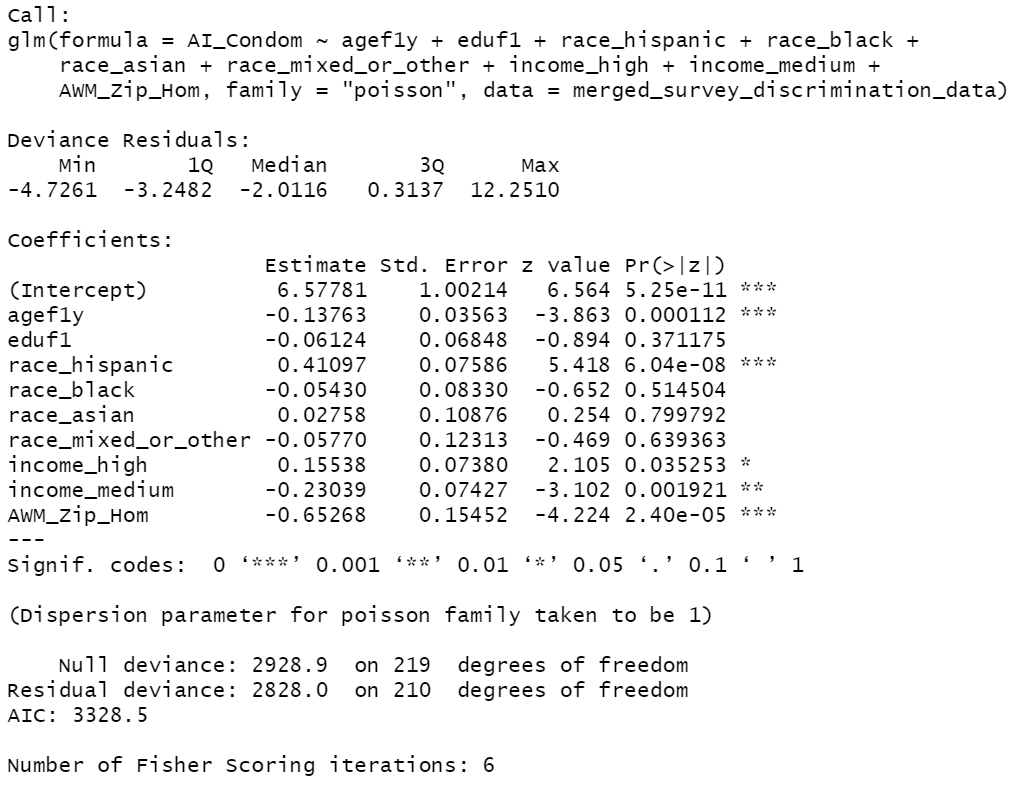 Call:
glm(formula = AI_Condom ~ agef1y + eduf1 + race_hispanic + race_black +
    race_asian + race_mixed_or_other + income_high + income_medium +
    AWM_Zip_Hom, family = "poisson", data = merged_survey_discrimination_data)

Deviance Residuals:
    Min       1Q   Median       3Q      Max
-4.7261  -3.2482  -2.0116   0.3137  12.2510

Coefficients:
                    Estimate Std. Error z value Pr(>|z|)
(Intercept)          6.57781    1.00214   6.564 5.25e-11 ***
agef1y              -0.13763    0.03563  -3.863 0.000112 ***
eduf1               -0.06124    0.06848  -0.894 0.371175
race_hispanic        0.41097    0.07586   5.418 6.04e-08 ***
race_black          -0.05430    0.08330  -0.652 0.514504
race_asian           0.02758    0.10876   0.254 0.799792
race_mixed_or_other -0.05770    0.12313  -0.469 0.639363
income_high          0.15538    0.07380   2.105 0.035253 *
income_medium       -0.23039    0.07427  -3.102 0.001921 **
AWM_Zip_Hom         -0.65268    0.15452  -4.224 2.40e-05 ***
---
Signif. codes:  0 ‘***’ 0.001 ‘**’ 0.01 ‘*’ 0.05 ‘.’ 0.1 ‘ ’ 1

(Dispersion parameter for poisson family taken to be 1)

    Null deviance: 2928.9  on 219  degrees of freedom
Residual deviance: 2828.0  on 210  degrees of freedom
AIC: 3328.5

Number of Fisher Scoring iterations: 6